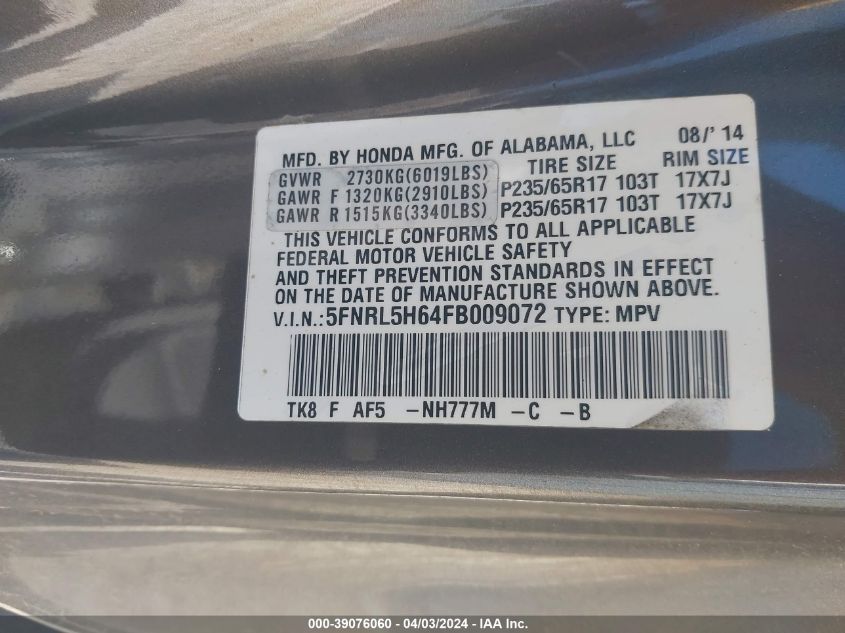 MFD. BY HONDA MFG. OF ALABAMA, LLC 08/'14
TIRE SIZE RIM SIZE
GVWR 2730KG(6019LBS)
GAWR F 1320KG(2910LBS) P235/65R17 103T 17X7J
GAWR R 1515KG(3340LBS) P235/65R17 103T 17X7J
THIS VEHICLE CONFORMS TO ALL APPLICABLE
FEDERAL MOTOR VEHICLE SAFETY
AND THEFT PREVENTION STANDARDS IN EFFECT
ON THE DATE OF MANUFACTURE SHOWN ABOVE.
V.I.N.:5FNRL5H64FB009072 TYPE: MPV
TK8 F AF5 –NH777M –C –B
000-39076060 - 04/03/2024 - IAA Inc.